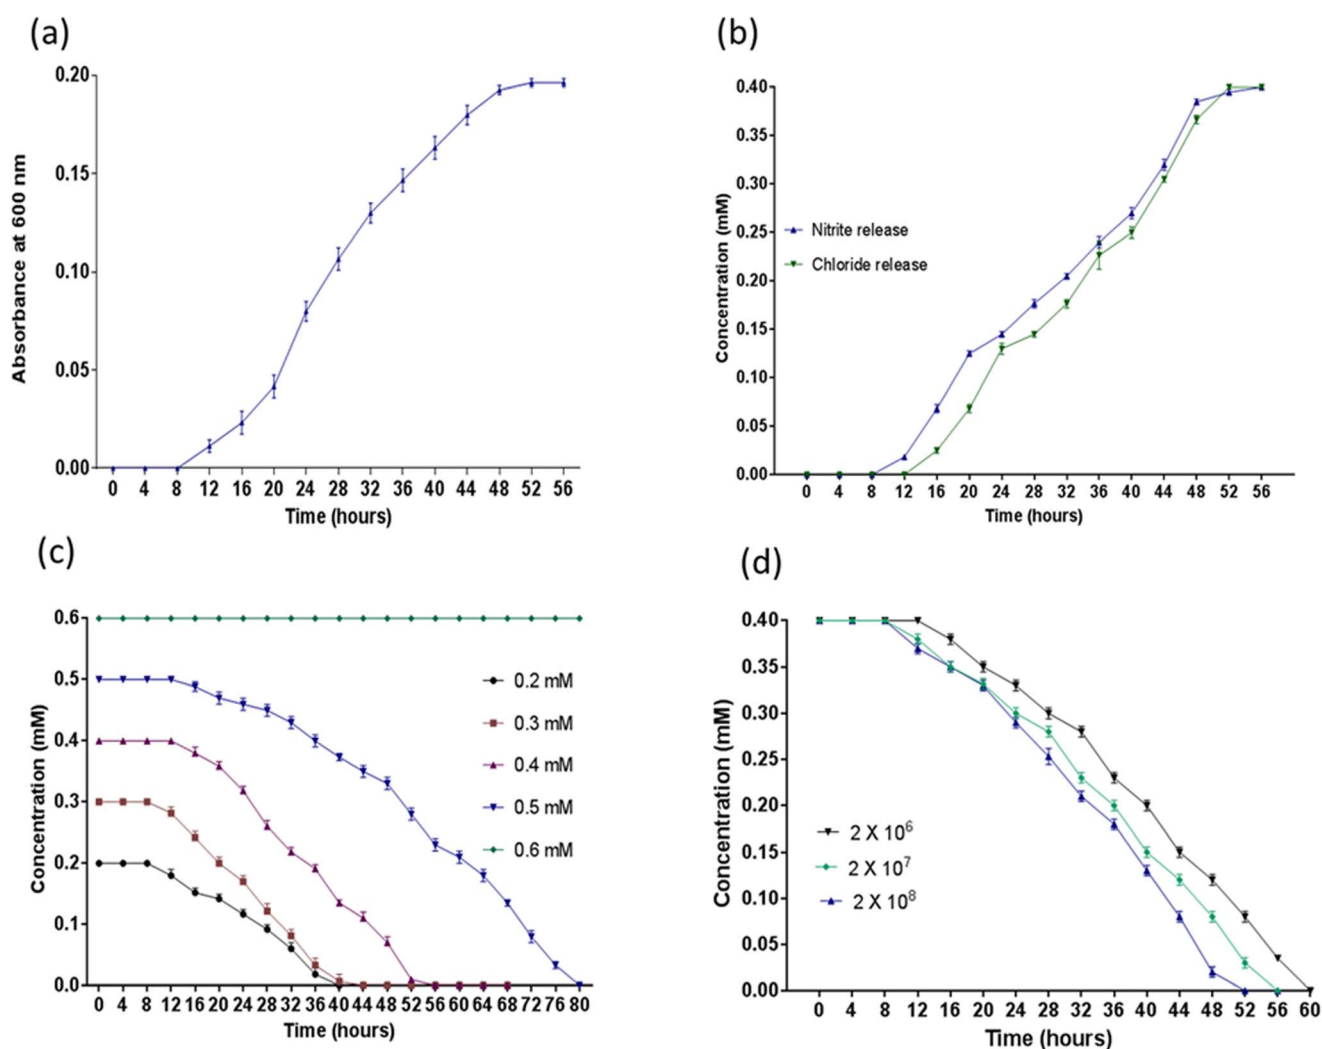 (a)
0.20
0.15
0.10
0.05
0.00
Absorbance at 600 nm
0 4 8 12 16 20 24 28 32 36 40 44 48 52 56
Time (hours)
(b)
0.40
0.35
0.30
0.25
0.20
0.15
0.10
0.05
0.00
Concentration (mM)
Nitrite release
Chloride release
0 4 8 12 16 20 24 28 32 36 40 44 48 52 56
Time (hours)
(c)
0.6
0.5
0.4
0.3
0.2
0.1
0.0
Concentration (mM)
0.2 mM
0.3 mM
0.4 mM
0.5 mM
0.6 mM
0 4 8 12 16 20 24 28 32 36 40 44 48 52 56 60 64 68 72 76 80
Time (hours)
(d)
0.40
0.35
0.30
0.25
0.20
0.15
0.10
0.05
0.00
Concentration (mM)
2 X 10⁶
2 X 10⁷
2 X 10⁸
0 4 8 12 16 20 24 28 32 36 40 44 48 52 56 60
Time (hours)